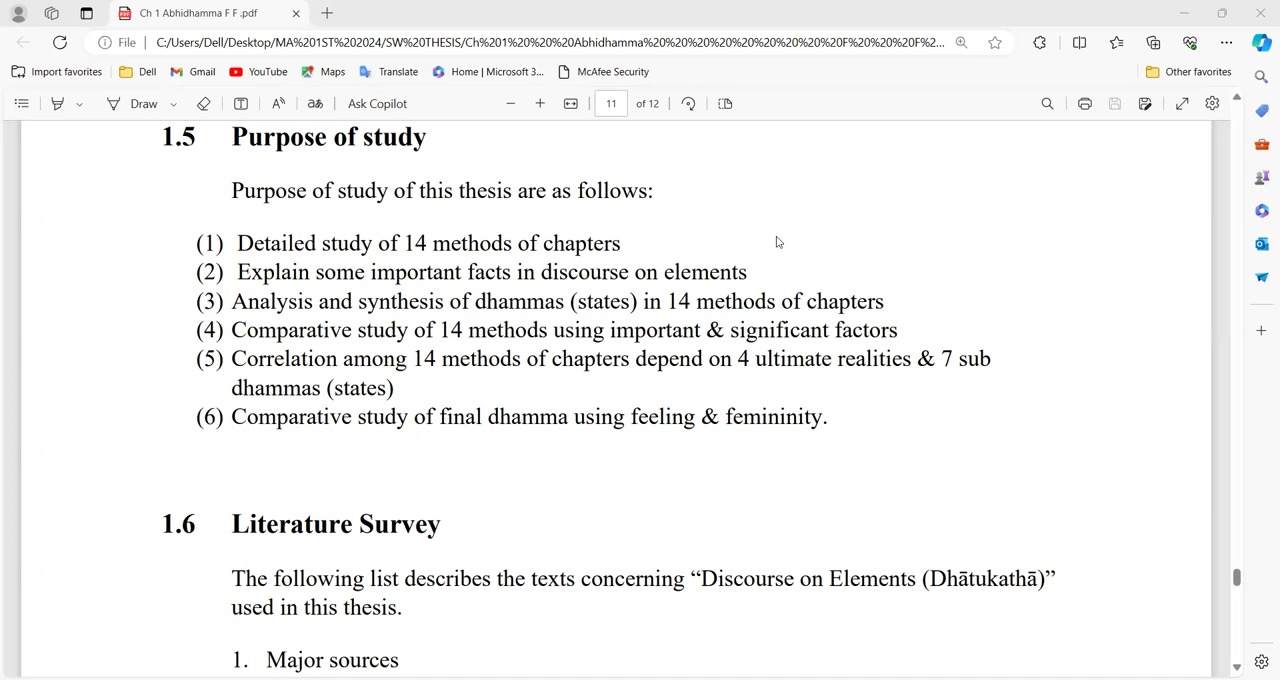 Ch 1 Abhidhamma F F .pdf
File
C:/Users/Dell/Desktop/MA%201ST%202024/SW%20THESIS/Ch%201%20%20%20Abhidhamma%20%20%20%20%20%20%20%20%20F%20%20%20F%2...
Import favorites
Dell
Gmail
YouTube
Maps
Translate
Home | Microsoft 3...
McAfee Security
Other favorites
Draw
Ask Copilot
11 of 12
1.5 Purpose of study
Purpose of study of this thesis are as follows:
(1) Detailed study of 14 methods of chapters
(2) Explain some important facts in discourse on elements
(3) Analysis and synthesis of dhammas (states) in 14 methods of chapters
(4) Comparative study of 14 methods using important & significant factors
(5) Correlation among 14 methods of chapters depend on 4 ultimate realities & 7 sub
dhammas (states)
(6) Comparative study of final dhamma using feeling & femininity.
1.6 Literature Survey
The following list describes the texts concerning “Discourse on Elements (Dhātukathā)”
used in this thesis.
1. Major sources